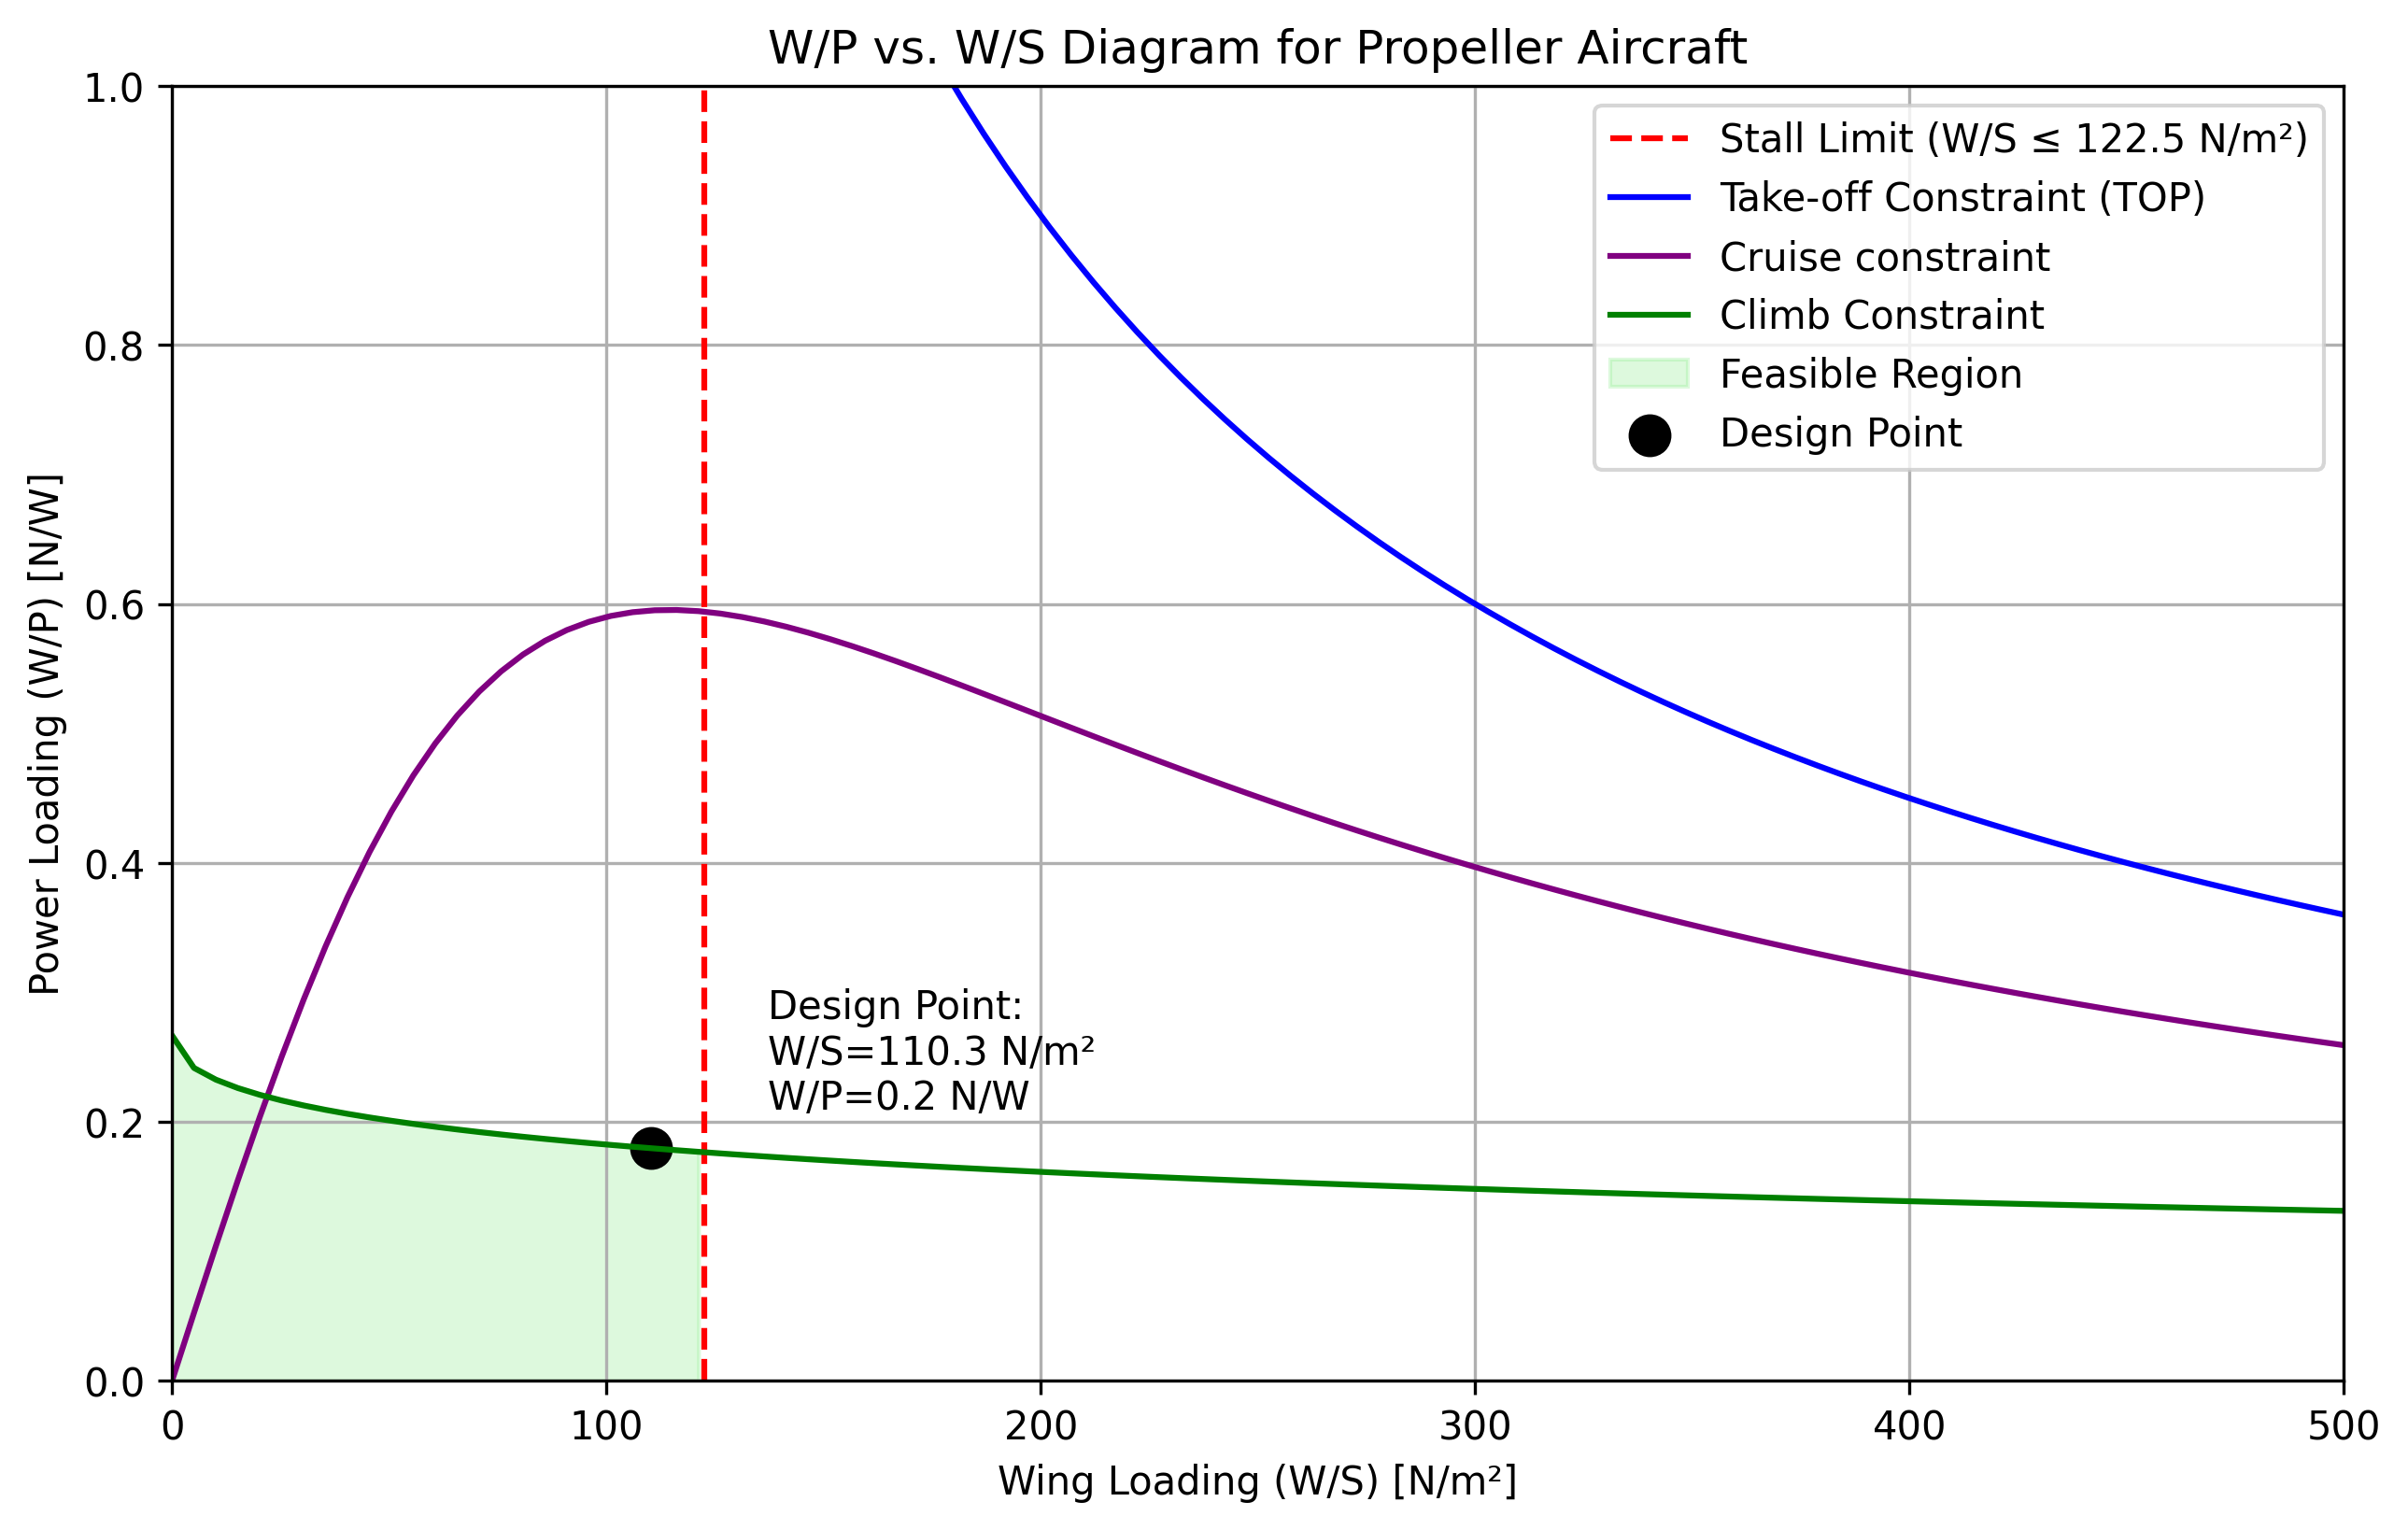 W/P vs. W/S Diagram for Propeller Aircraft
Stall Limit (W/S ≤ 122.5 N/m²)
Take-off Constraint (TOP)
Cruise constraint
Climb Constraint
Feasible Region
Design Point
Power Loading (W/P) [N/W]
1.0
0.8
0.6
0.4
0.2
0.0
Design Point:
W/S=110.3 N/m²
W/P=0.2 N/W
0 100 200 300 400 500
Wing Loading (W/S) [N/m²]